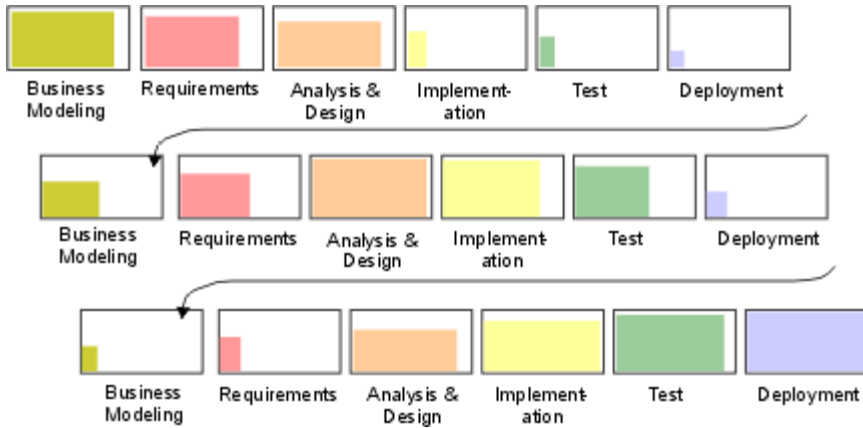 Business
Modeling
Requirements
Analysis &
Design
Implement-
ation
Test
Deployment
Business
Modeling
Requirements
Analysis &
Design
Implement-
ation
Test
Deployment
Business
Modeling
Requirements
Analysis &
Design
Implement-
ation
Test
Deployment